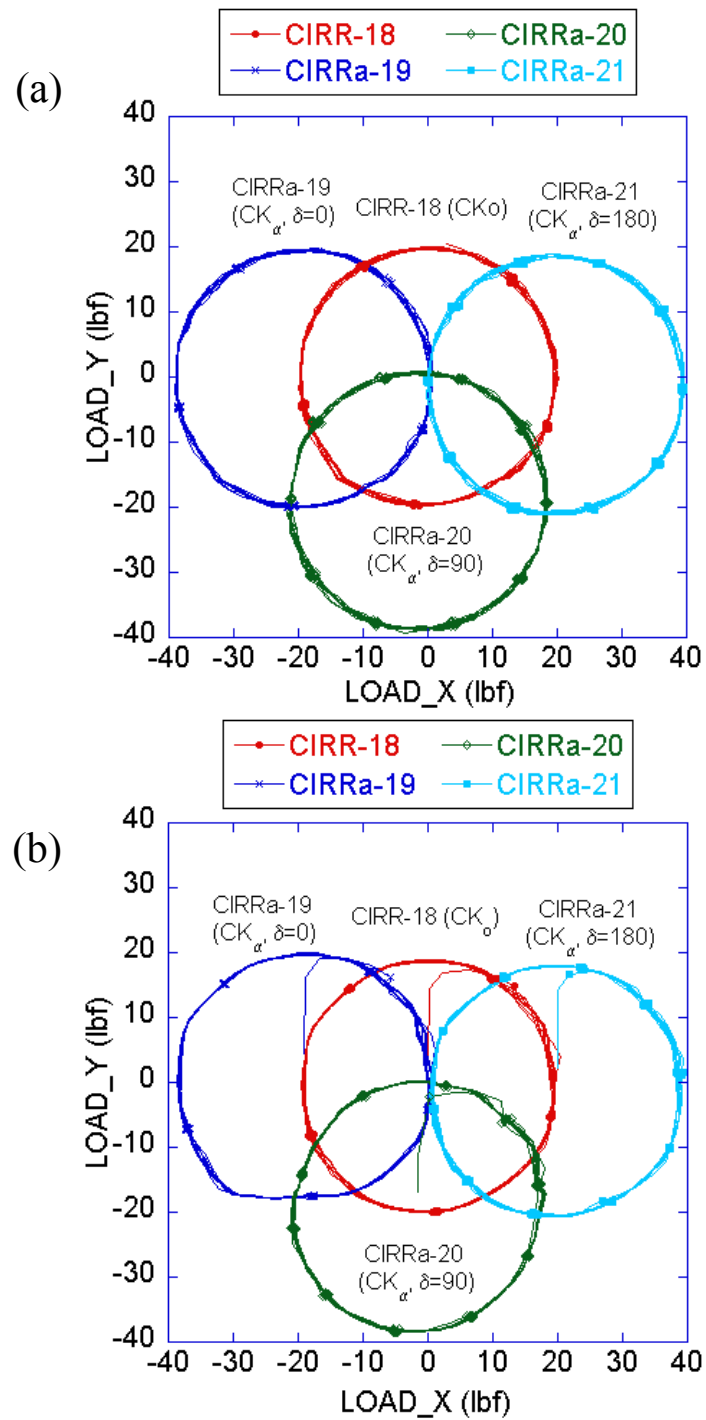 CIRR-18 CIRRa-20
CIRRa-19 CIRRa-21
(a)
40
30
20
10
0
-10
-20
-30
-40
LOAD_Y (lbf)
CIRRa-19
(CKα, δ=0)
CIRR-18 (CKo)
CIRRa-21
(CKα, δ=180)
CIRRa-20
(CKα, δ=90)
-40 -30 -20 -10 0 10 20 30 40
LOAD_X (lbf)
CIRR-18 CIRRa-20
CIRRa-19 CIRRa-21
(b)
40
30
20
10
0
-10
-20
-30
-40
LOAD_Y (lbf)
CIRRa-19
(CKα, δ=0)
CIRR-18 (CKo)
CIRRa-21
(CKα, δ=180)
CIRRa-20
(CKα, δ=90)
-40 -30 -20 -10 0 10 20 30 40
LOAD_X (lbf)